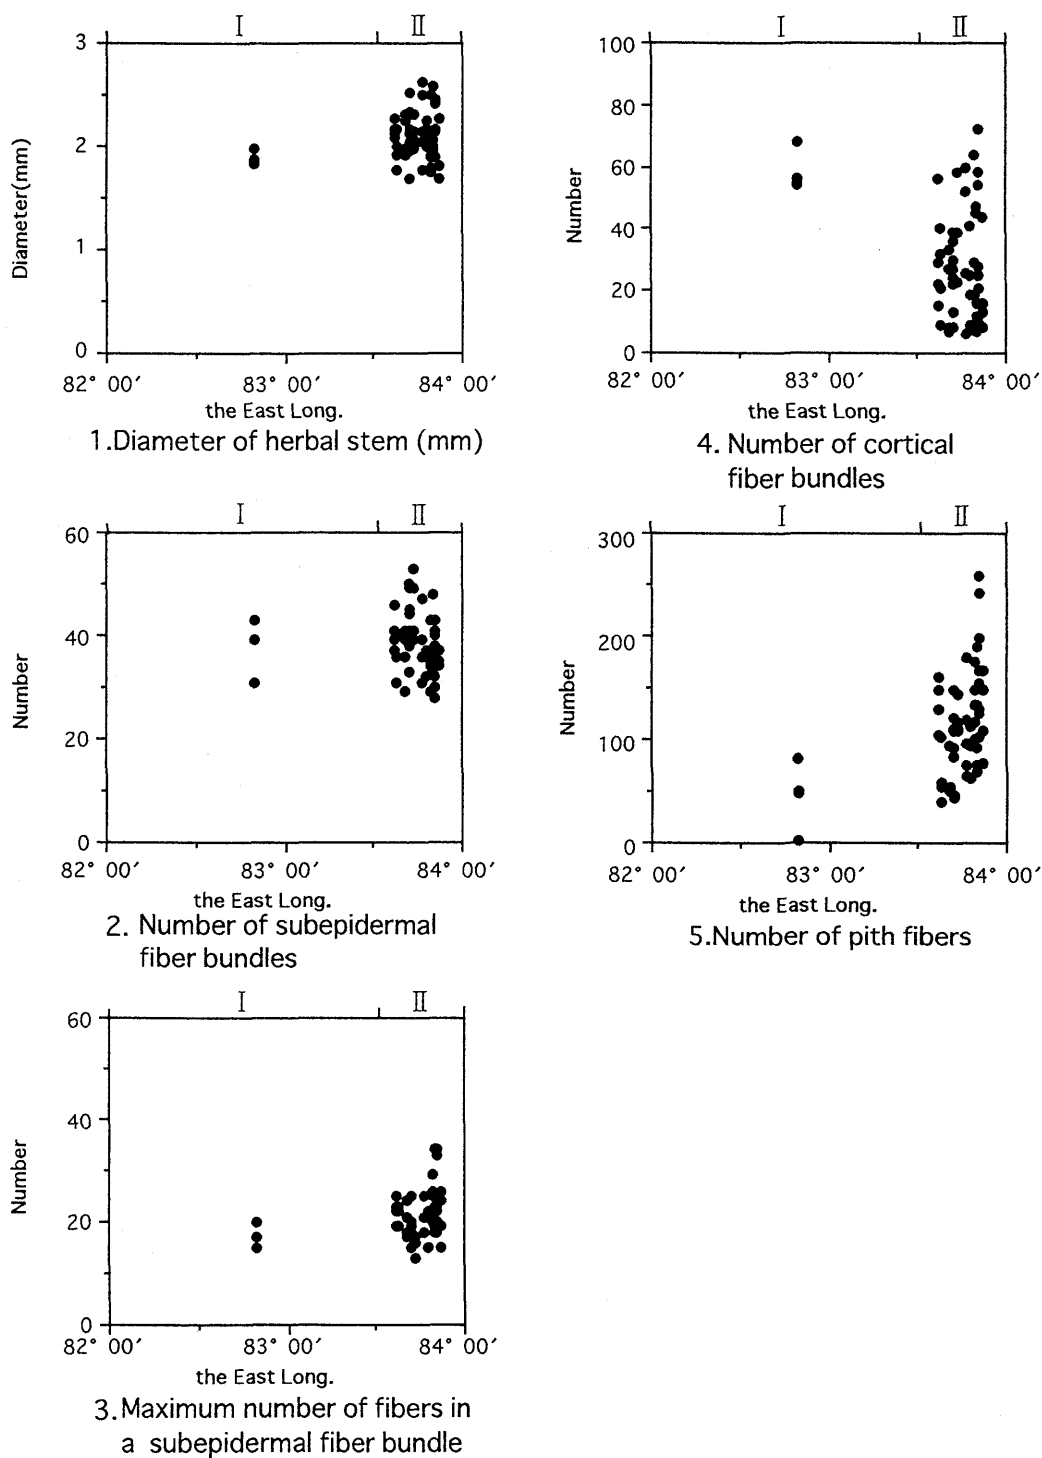 I II
3
2
1
0
Diameter(mm)
82° 00′ 83° 00′ 84° 00′
the East Long.
1.Diameter of herbal stem (mm)
I II
100
80
60
40
20
0
Number
82° 00′ 83° 00′ 84° 00′
the East Long.
4. Number of cortical
fiber bundles
I II
60
40
20
0
Number
82° 00′ 83° 00′ 84° 00′
the East Long.
2. Number of subepidermal
fiber bundles
I II
300
200
100
0
Number
82° 00′ 83° 00′ 84° 00′
the East Long.
5.Number of pith fibers
I II
60
40
20
0
Number
82° 00′ 83° 00′ 84° 00′
the East Long.
3.Maximum number of fibers in
a subepidermal fiber bundle